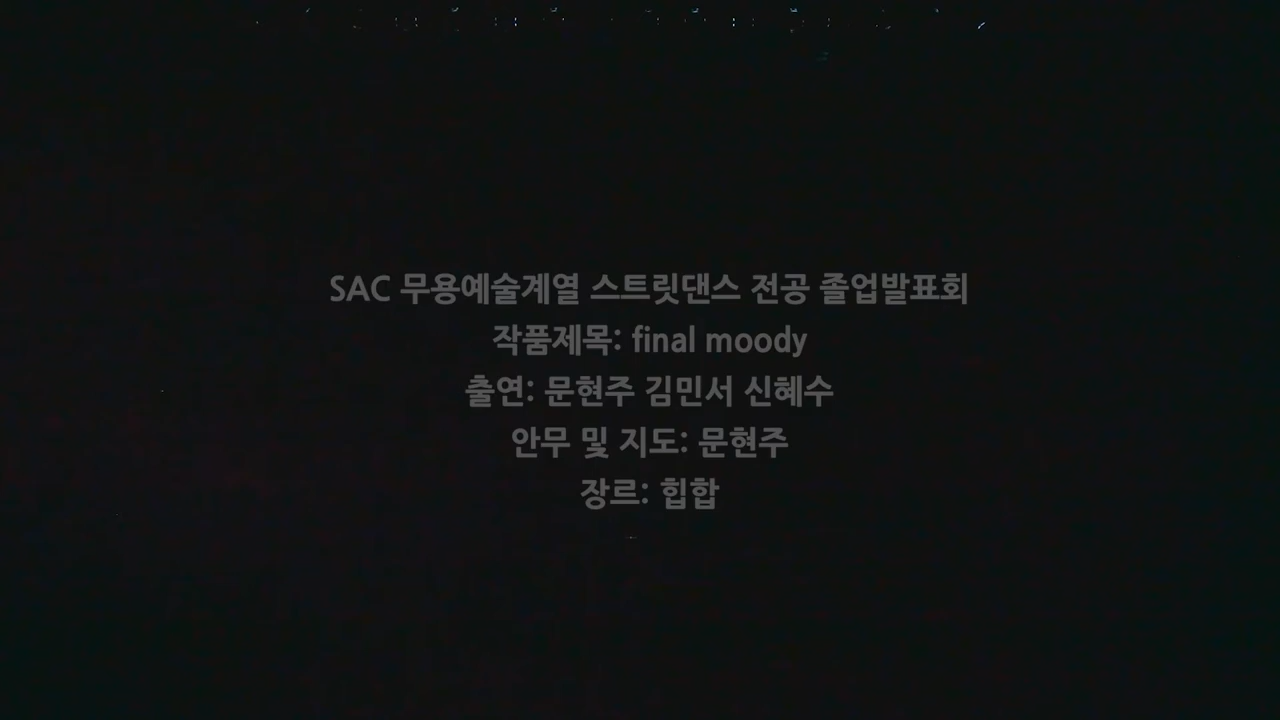 SAC 무용예술계열 스트릿댄스 전공 졸업발표회
작품제목: final moody
출연: 문현주 김민서 신혜수
안무 및 지도: 문현주
장르: 힙합